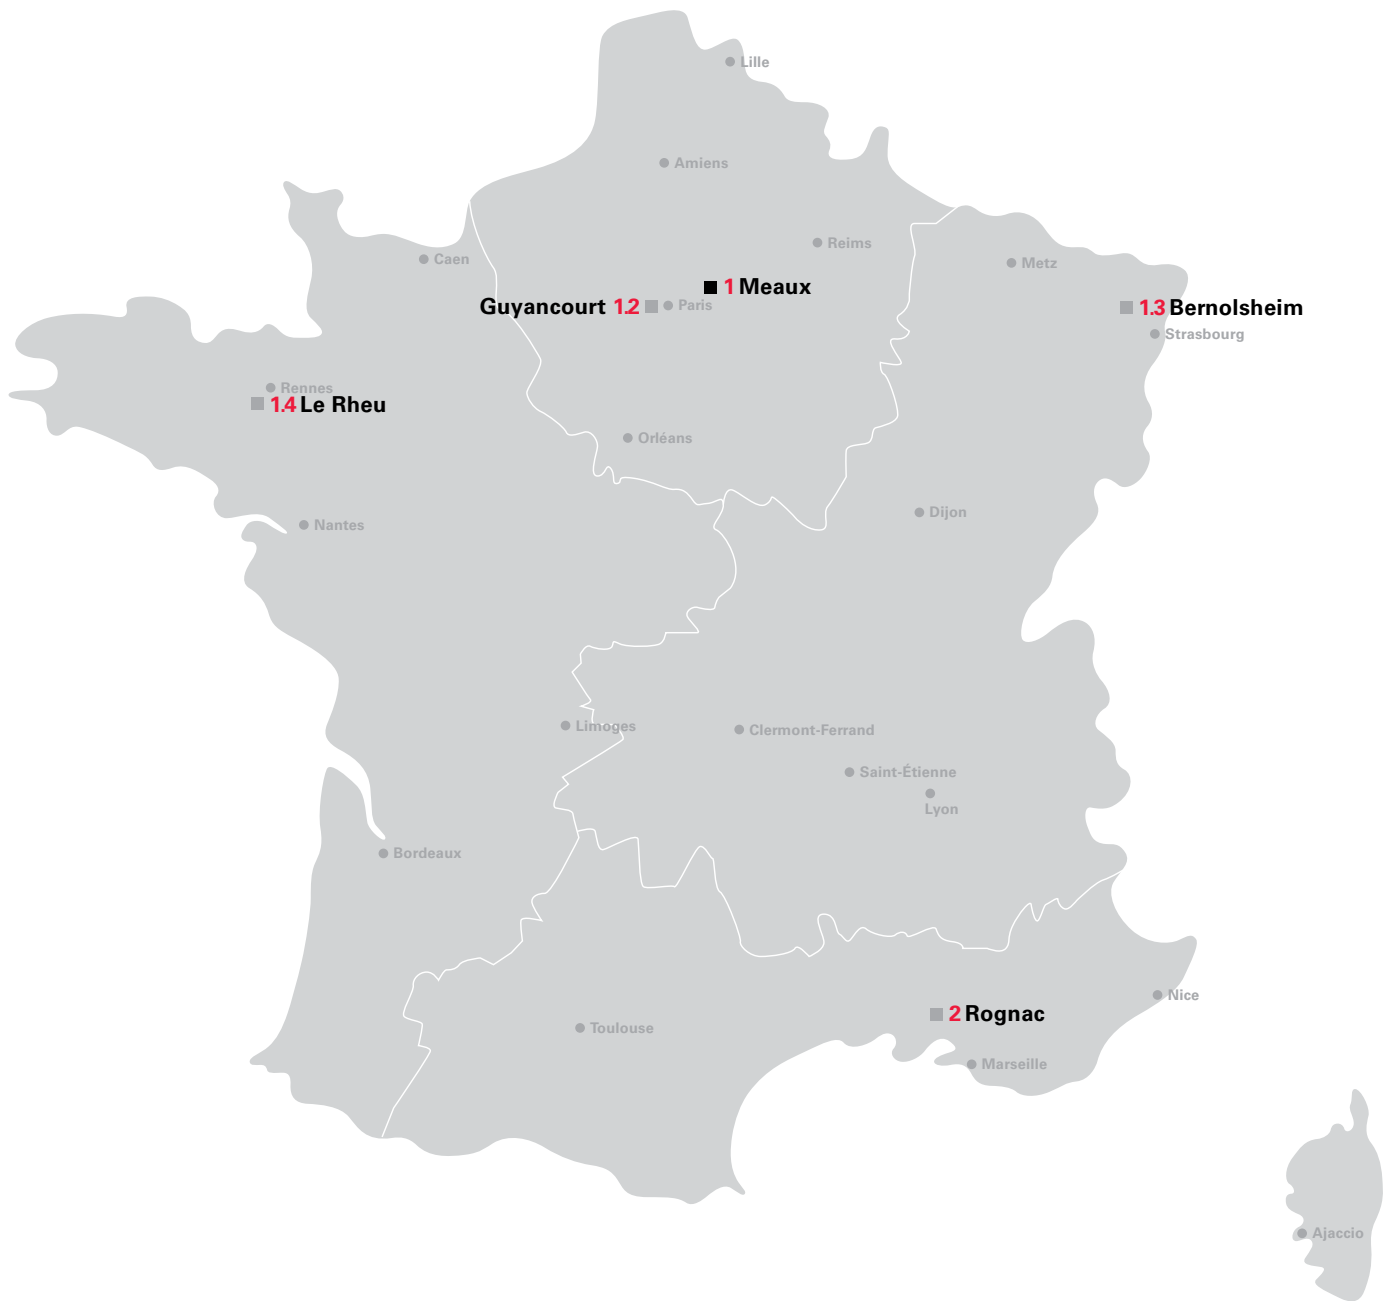 Lille
Amiens
Reims
Caen
Metz
1 Meaux
Guyancourt 1.2
Paris
1.3 Bernolsheim
Strasbourg
Rennes
1.4 Le Rheu
Orléans
Dijon
Nantes
Limoges
Clermont-Ferrand
Saint-Étienne
Lyon
Bordeaux
Nice
2 Rognac
Toulouse
Marseille
Ajaccio